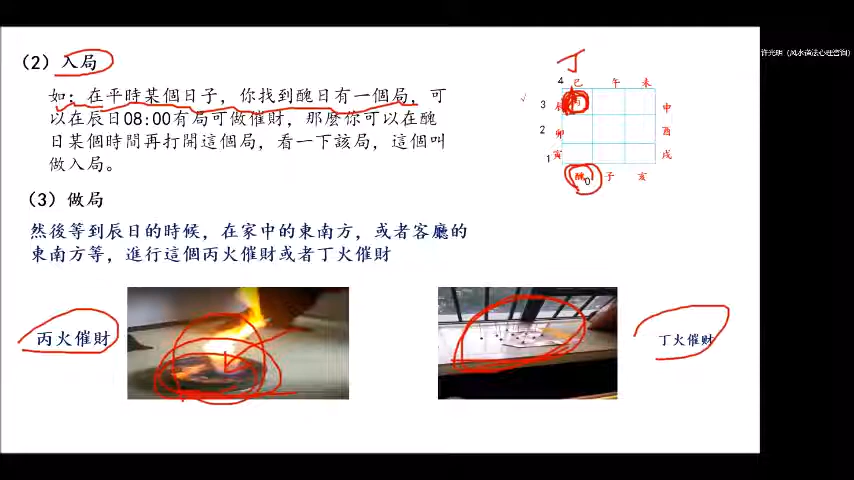 （2）入局
如：在平時某個日子，你找到醜日有一個局，可
以在辰日08:00有局可做催財，那麼你可以在醜
日某個時間再打開這個局，看一下該局，這個叫
做入局。
（3）做局
然後等到辰日的時候，在家中的東南方，或者客廳的
東南方等，進行這個丙火催財或者丁火催財
丙火催財
丁火催财
丁
4 巳 午 未
3 申
2 卯 酉
1 寅 戌
醜 0 子 亥